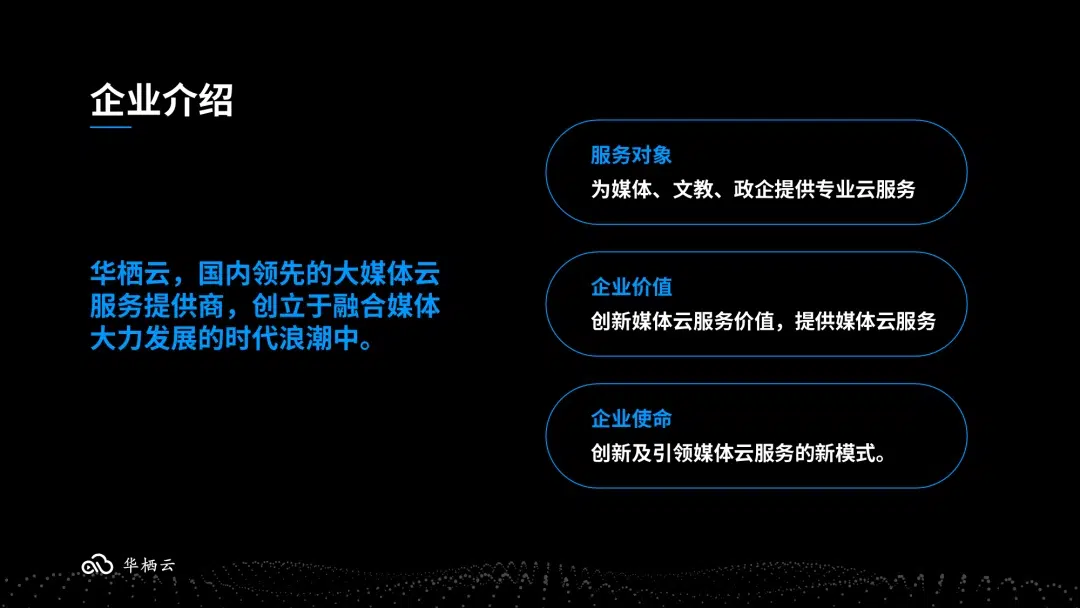 企业介绍
华栖云，国内领先的大媒体云
服务提供商，创立于融合媒体
大力发展的时代浪潮中。
服务对象
为媒体、文教、政企提供专业云服务
企业价值
创新媒体云服务价值，提供媒体云服务
企业使命
创新及引领媒体云服务的新模式。
华栖云